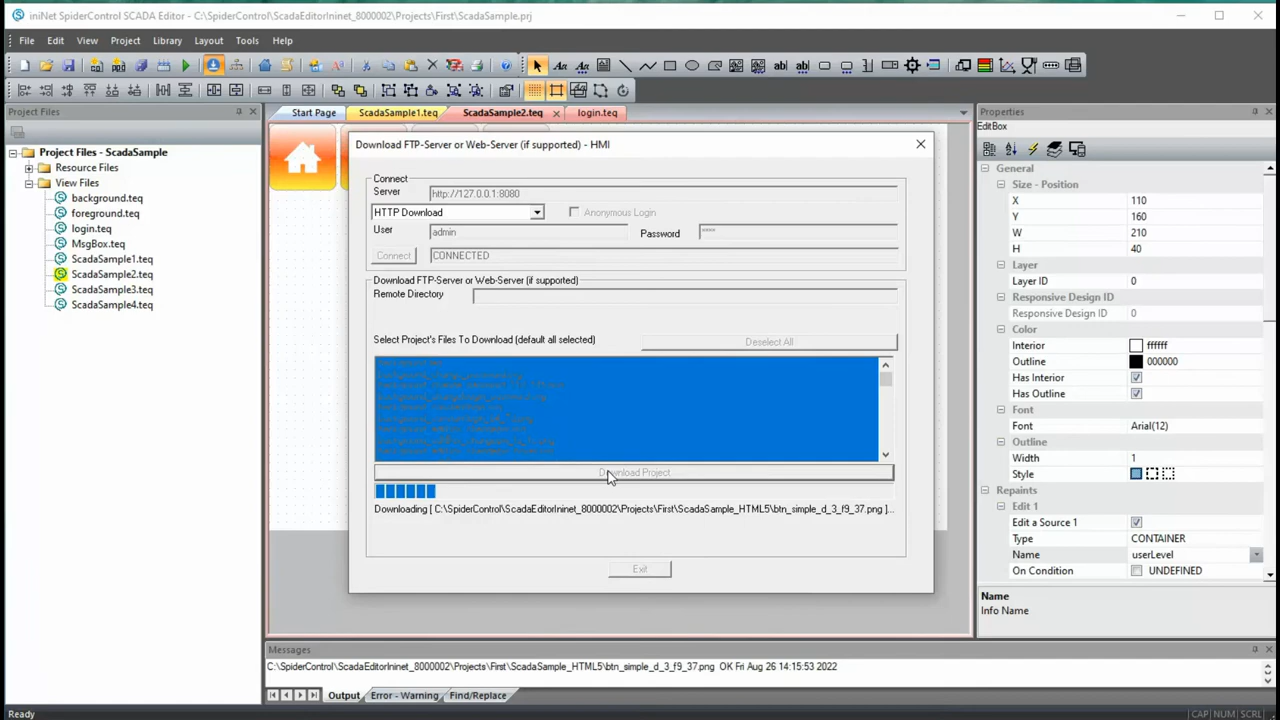 iniNet SpiderControl SCADA Editor - C:\SpiderControl\ScadaEditorIninet_8000002\Projects\First\ScadaSample.prj
File Edit View Project Library Layout Tools Help
Project Files
Start Page ScadaSample1.teq ScadaSample2.teq login.teq
Project Files - ScadaSample
Resource Files
View Files
background.teq
foreground.teq
login.teq
MsgBox.teq
ScadaSample1.teq
ScadaSample2.teq
ScadaSample3.teq
ScadaSample4.teq
Download FTP-Server or Web-Server (if supported) - HMI
Connect
Server http://127.0.0.1:8080
HTTP Download Anonymous Login
User admin Password ****
Connect CONNECTED
Download FTP-Server or Web-Server (if supported)
Remote Directory
Select Project's Files To Download (default all selected) Deselect All
Download Project
Downloading [ C:\SpiderControl\ScadaEditorIninet_8000002\Projects\First\ScadaSample_HTML5\btn_simple_d_3_f9_37.png ]...
Exit
Properties
EditBox
General
Size - Position
X 110
Y 160
W 210
H 40
Layer
Layer ID 0
Responsive Design ID
Responsive Design ID 0
Color
Interior ffffff
Outline 000000
Has Interior
Has Outline
Font
Font Arial(12)
Outline
Width 1
Style
Repaints
Edit 1
Edit a Source 1
Type CONTAINER
Name userLevel
On Condition UNDEFINED
Name
Info Name
Messages
C:\SpiderControl\ScadaEditorIninet_8000002\Projects\First\ScadaSample_HTML5\btn_simple_d_3_f9_37.png OK Fri Aug 26 14:15:53 2022
Output Error - Warning Find/Replace
Ready CAP NUM SCRL